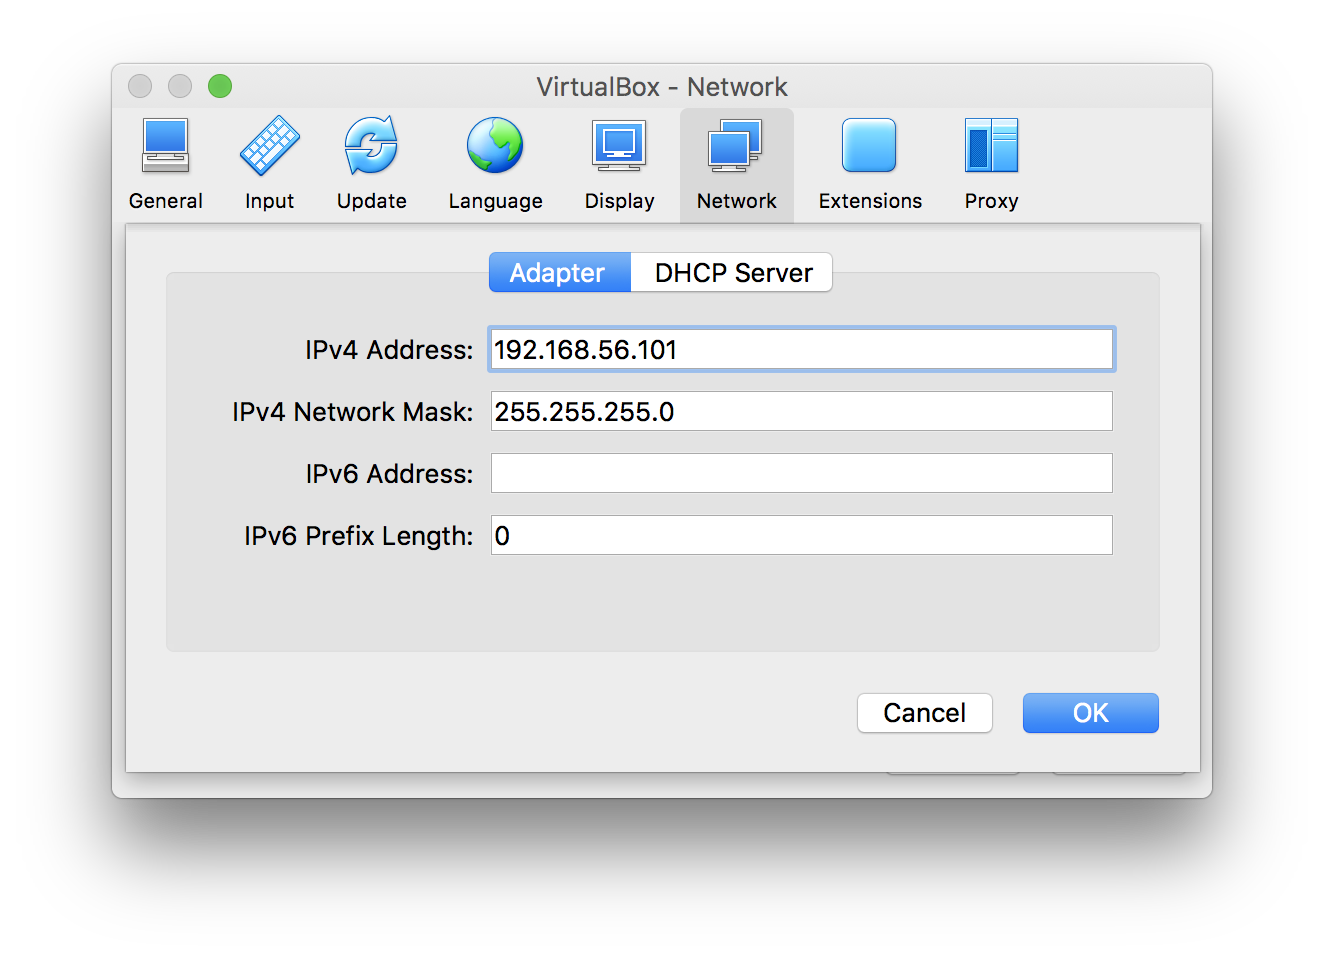 VirtualBox - Network
General Input Update Language Display Network Extensions Proxy
Adapter DHCP Server
IPv4 Address: 192.168.56.101
IPv4 Network Mask: 255.255.255.0
IPv6 Address:
IPv6 Prefix Length: 0
Cancel OK